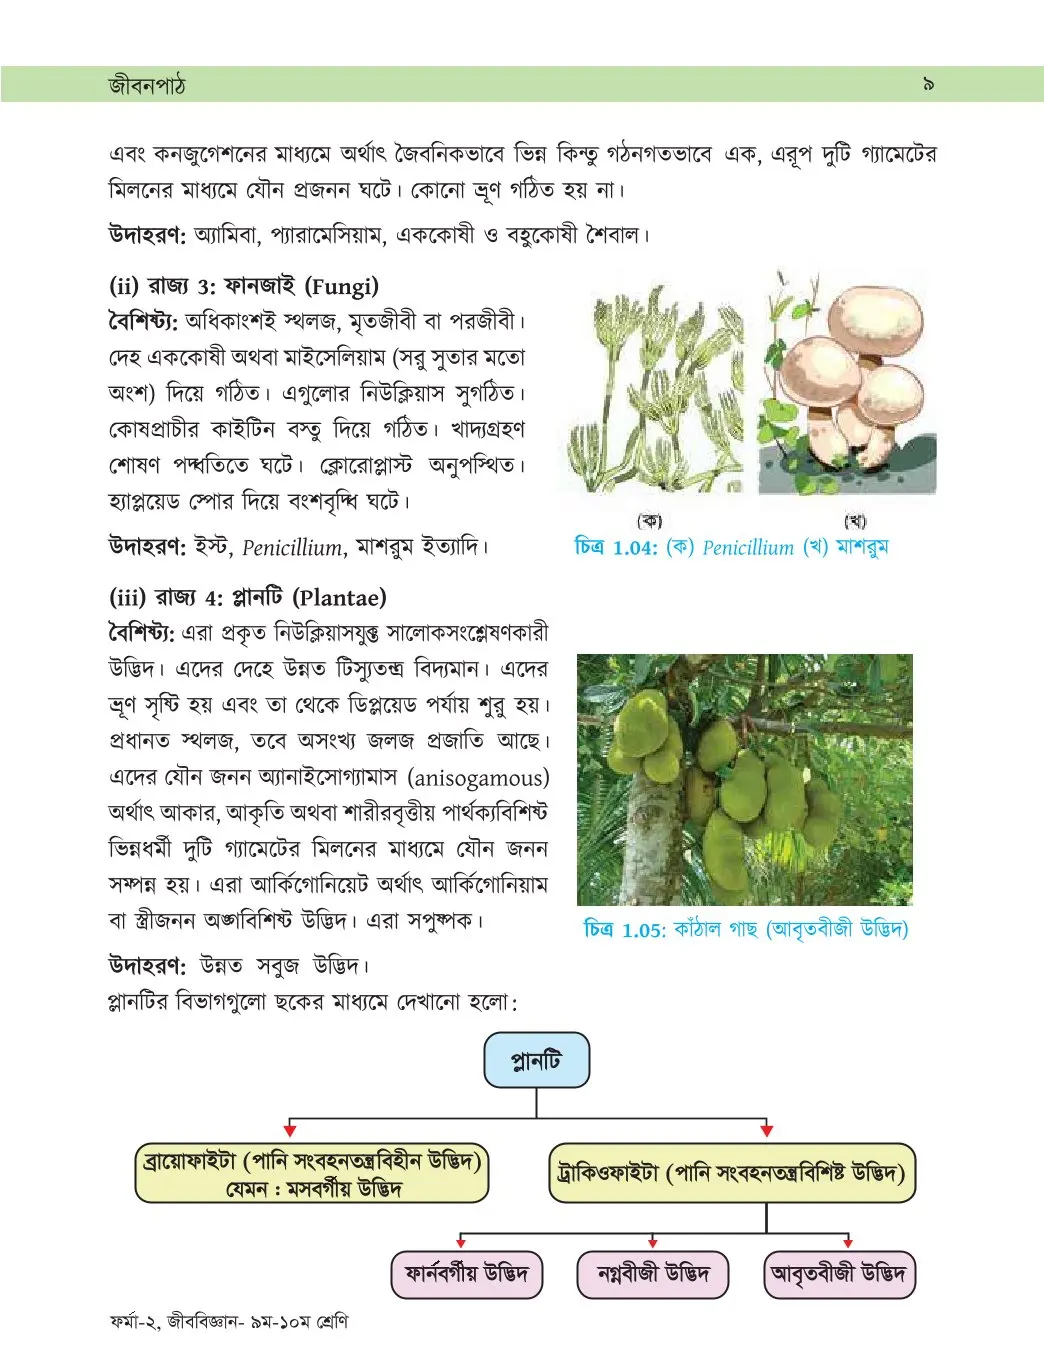 জীবনপাঠ
৯
এবং কনজুগেশনের মাধ্যমে অর্থাৎ জৈবনিকভাবে ভিন্ন কিন্তু গঠনগতভাবে এক, এরূপ দুটি গ্যামেটের
মিলনের মাধ্যমে যৌন প্রজনন ঘটে। কোনো ভ্রূণ গঠিত হয় না।
উদাহরণ: অ্যামিবা, প্যারামেসিয়াম, এককোষী ও বহুকোষী শৈবাল।
(ii) রাজ্য 3: ফানজাই (Fungi)
বৈশিষ্ট্য: অধিকাংশই স্থলজ, মৃতজীবী বা পরজীবী।
দেহ এককোষী অথবা মাইসেলিয়াম (সরু সুতার মতো
অংশ) দিয়ে গঠিত। এগুলোর নিউক্লিয়াস সুগঠিত।
কোষপ্রাচীর কাইটিন বস্তু দিয়ে গঠিত। খাদ্যগ্রহণ
শোষণ পদ্ধতিতে ঘটে। ক্লোরোপ্লাস্ট অনুপস্থিত।
হ্যাপ্লয়েড স্পোর দিয়ে বংশবৃদ্ধি ঘটে।
উদাহরণ: ইস্ট, Penicillium, মাশরুম ইত্যাদি।
(ক)
(খ)
চিত্র 1.04: (ক) Penicillium (খ) মাশরুম
(iii) রাজ্য 4: প্লানটি (Plantae)
বৈশিষ্ট্য: এরা প্রকৃত নিউক্লিয়াসযুক্ত সালোকসংশ্লেষণকারী
উদ্ভিদ। এদের দেহে উন্নত টিস্যুতন্ত্র বিদ্যমান। এদের
ভ্রূণ সৃষ্টি হয় এবং তা থেকে ডিপ্লয়েড পর্যায় শুরু হয়।
প্রধানত স্থলজ, তবে অসংখ্য জলজ প্রজাতি আছে।
এদের যৌন জনন অ্যানাইসোগ্যামাস (anisogamous)
অর্থাৎ আকার, আকৃতি অথবা শারীরবৃত্তীয় পার্থক্যবিশিষ্ট
ভিন্নধর্মী দুটি গ্যামেটের মিলনের মাধ্যমে যৌন জনন
সম্পন্ন হয়। এরা আর্কিগোনিয়েট অর্থাৎ আর্কিগোনিয়াম
বা স্ত্রীজনন অঙ্গবিশিষ্ট উদ্ভিদ। এরা সপুষ্পক।
চিত্র 1.05: কাঁঠাল গাছ (আবৃতবীজী উদ্ভিদ)
উদাহরণ: উন্নত সবুজ উদ্ভিদ।
প্লানটির বিভাগগুলো ছকের মাধ্যমে দেখানো হলো:
প্লানটি
ব্রায়োফাইটা (পানি সংবহনতন্ত্রবিহীন উদ্ভিদ)
যেমন : মসবর্গীয় উদ্ভিদ
ট্রাকিওফাইটা (পানি সংবহনতন্ত্রবিশিষ্ট উদ্ভিদ)
ফার্নবর্গীয় উদ্ভিদ
নগ্নবীজী উদ্ভিদ
আবৃতবীজী উদ্ভিদ
ফর্মা-২, জীববিজ্ঞান- ৯ম-১০ম শ্রেণি